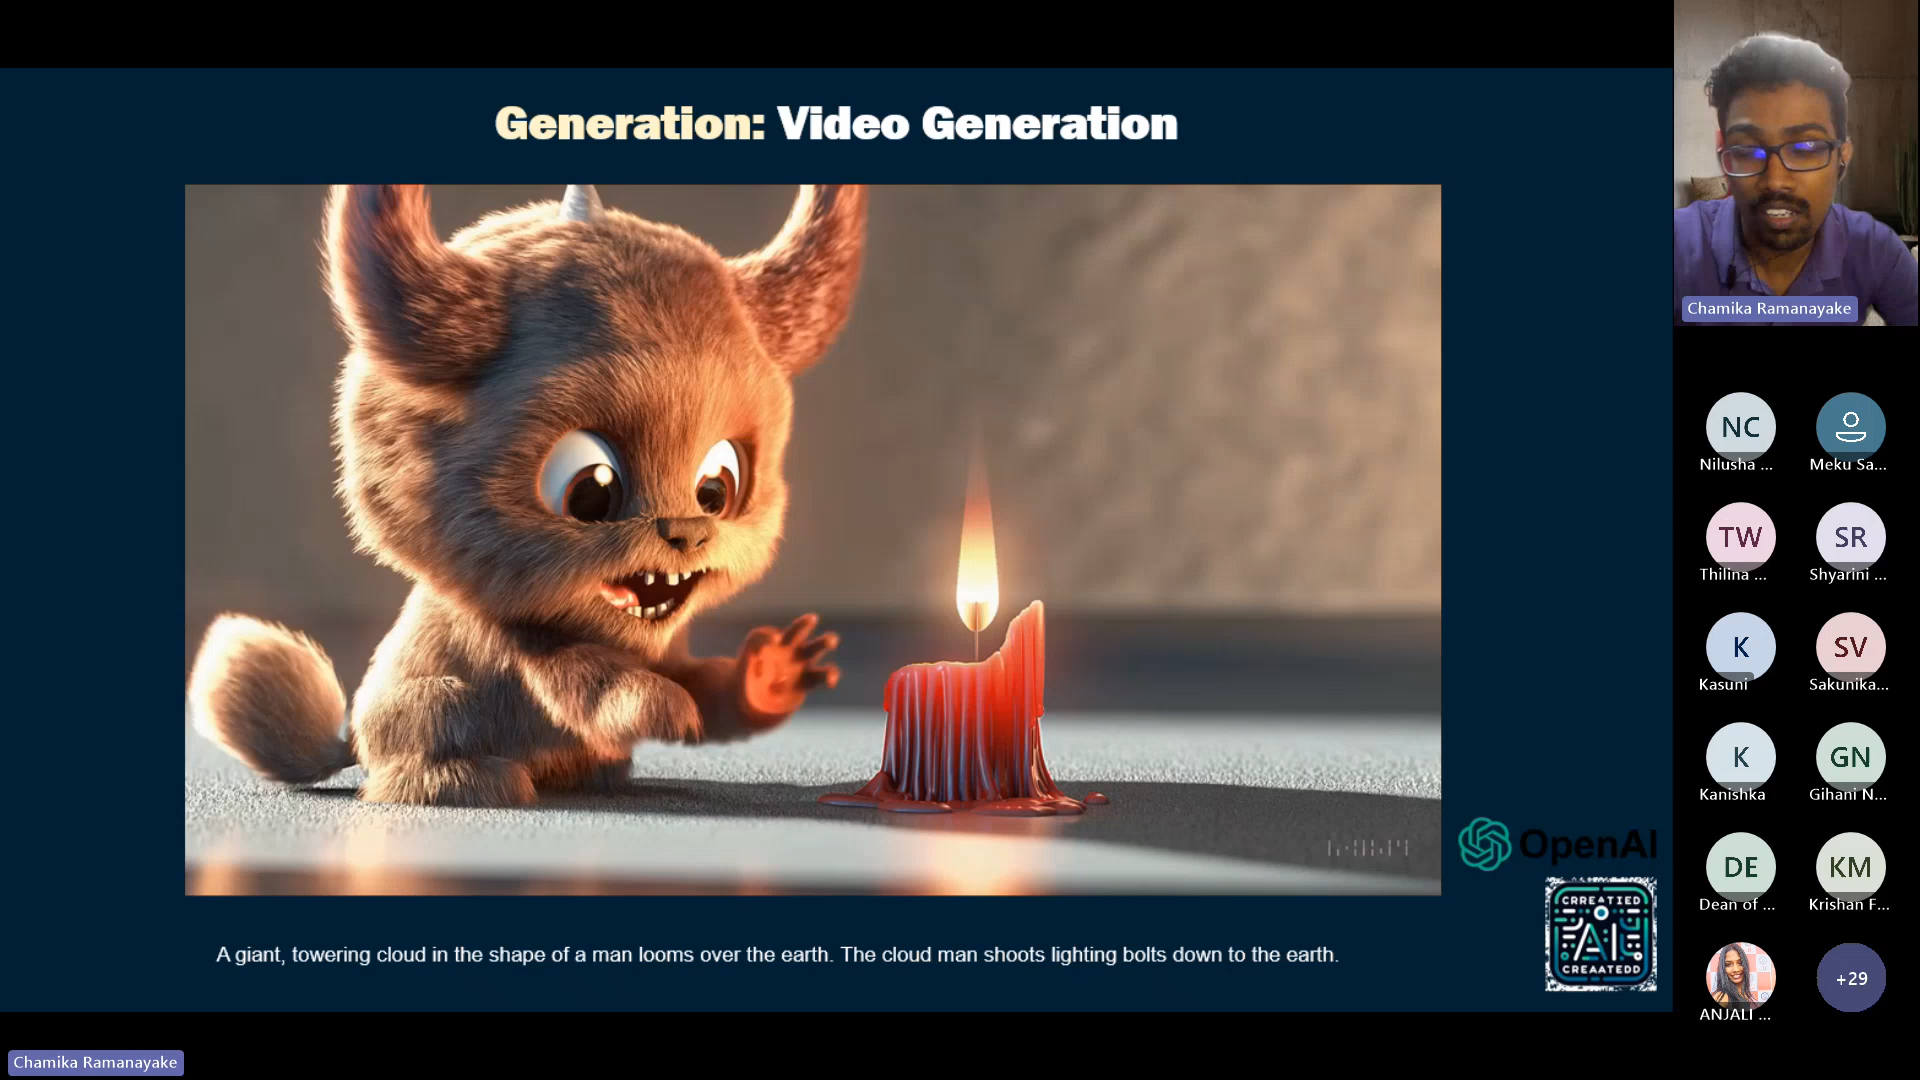 Generation: Video Generation
A giant, towering cloud in the shape of a man looms over the earth. The cloud man shoots lighting bolts down to the earth.
OpenAI
CRREATIED
AI
CREAATEDD
Chamika Ramanayake
NC
Nilusha ...
Meku Sa...
TW
Thilina ...
SR
Shyarini ...
K
Kasuni
SV
Sakunika...
K
Kanishka
GN
Gihani N...
DE
Dean of ...
KM
Krishan F...
ANJALI ...
+29
Chamika Ramanayake